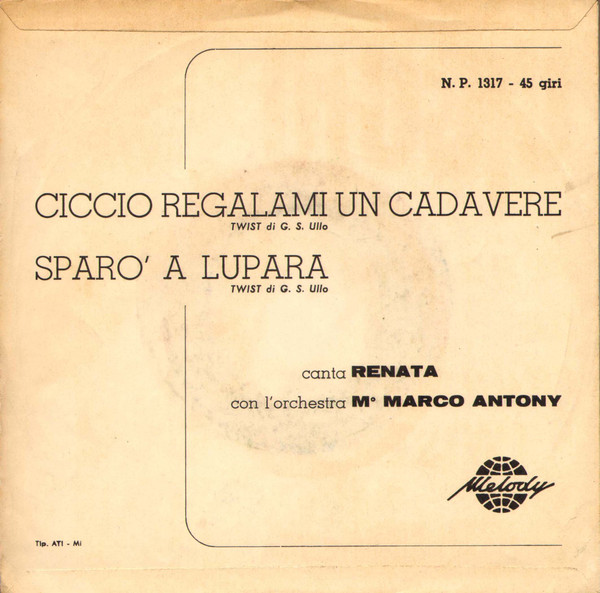 N. P. 1317 - 45 giri
CICCIO REGALAMI UN CADAVERE
TWIST di G. S. Ullo
SPARO' A LUPARA
TWIST di G. S. Ullo
canta RENATA
con l'orchestra M° MARCO ANTONY
Melody
Tip. ATI - Mi